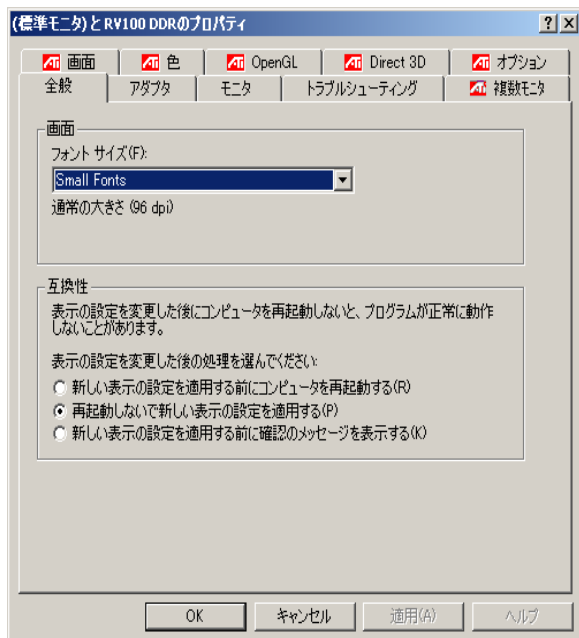 (標準モニタ) と RV100 DDRのプロパティ
ATI 画面 ATI 色 ATI OpenGL ATI Direct 3D ATI オプション
全般 アダプタ モニタ トラブルシューティング ATI 複数モニタ
画面
フォント サイズ(F):
Small Fonts
通常の大きさ (96 dpi)
互換性
表示の設定を変更した後にコンピュータを再起動しないと、プログラムが正常に動作
しないことがあります。
表示の設定を変更した後の処理を選んでください:
新しい表示の設定を適用する前にコンピュータを再起動する(R)
再起動しないで新しい表示の設定を適用する(P)
新しい表示の設定を適用する前に確認のメッセージを表示する(K)
OK キャンセル 適用(A) ヘルプ